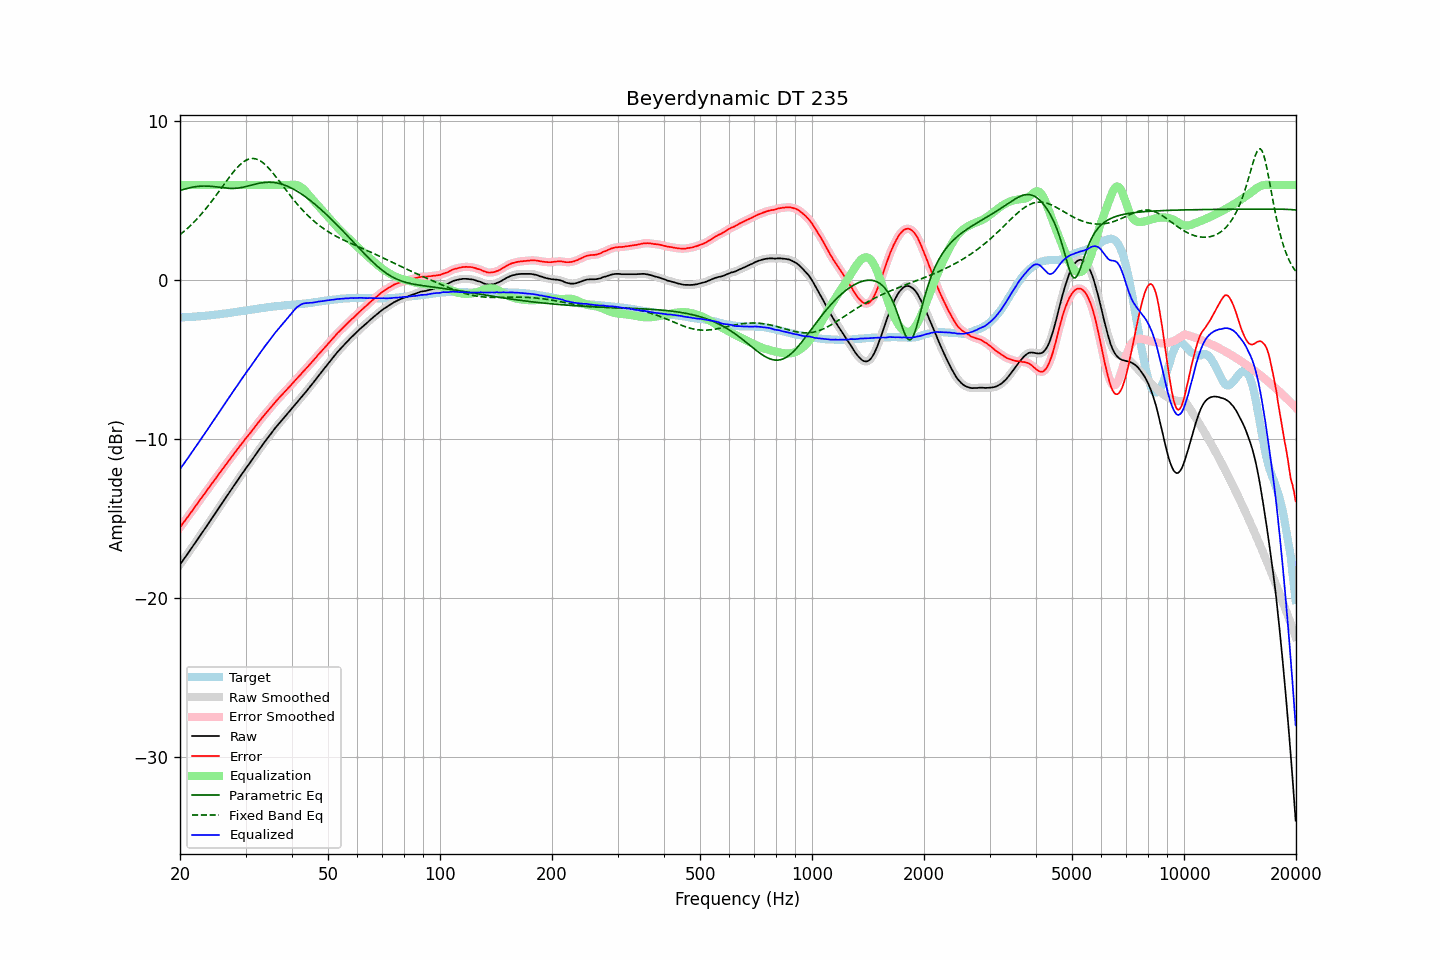 Beyerdynamic DT 235
10
0
−10
−20
−30
Amplitude (dBr)
Target
Raw Smoothed
Error Smoothed
Raw
Error
Equalization
Parametric Eq
Fixed Band Eq
Equalized
20 50 100 200 500 1000 2000 5000 10000 20000
Frequency (Hz)